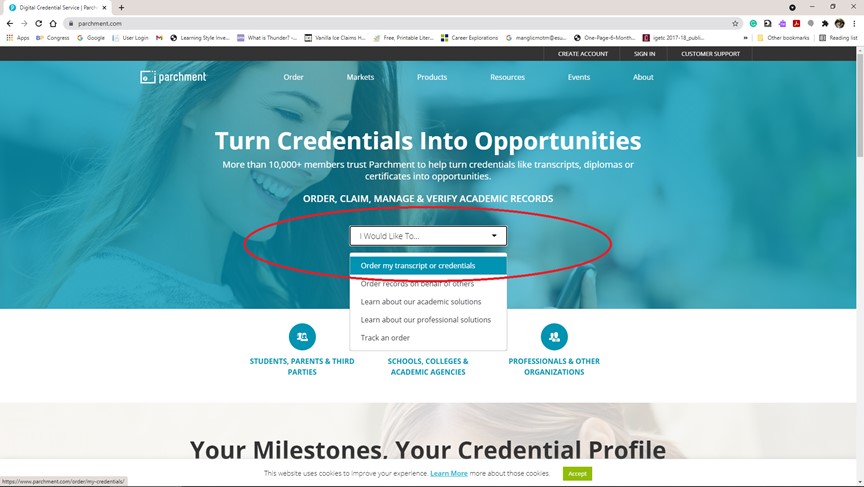 Digital Credential Service | Parch
parchment.com
Apps
Congress
Google
User Login
M
Learning Style Inve...
What is Thunder? -...
Vanilla Ice Claims H...
Free, Printable Liter...
Career Explorations
manglicmotm@esu...
One-Page-6-Month...
igetc 2017-18_publi...
»
Other bookmarks
Reading list
CREATE ACCOUNT
SIGN IN
CUSTOMER SUPPORT
parchment
Order
Markets
Products
Resources
Events
About
Turn Credentials Into Opportunities
More than 10,000+ members trust Parchment to help turn credentials like transcripts, diplomas or
certificates into opportunities.
ORDER, CLAIM, MANAGE & VERIFY ACADEMIC RECORDS
I Would Like To...
Order my transcript or credentials
Order records on behalf of others
Learn about our academic solutions
Learn about our professional solutions
Track an order
STUDENTS, PARENTS & THIRD
PARTIES
SCHOOLS, COLLEGES &
ACADEMIC AGENCIES
PROFESSIONALS & OTHER
ORGANIZATIONS
Your Milestones, Your Credential Profile
This website uses cookies to improve your experience. Learn More more about those cookies.
Accept
https://www.parchment.com/order/my-credentials/